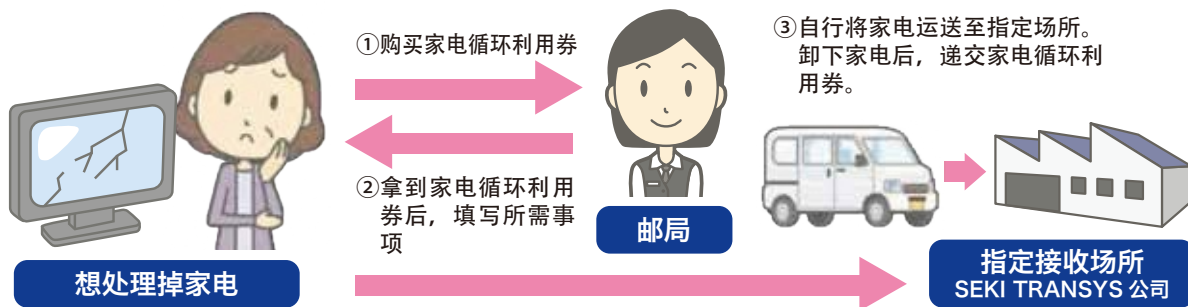 ①购买家电循环利用券
②拿到家电循环利用
券后，填写所需事
项
③自行将家电运送至指定场所。
卸下家电后，递交家电循环利
用券。
想处理掉家电
邮局
指定接收场所
SEKI TRANSYS 公司